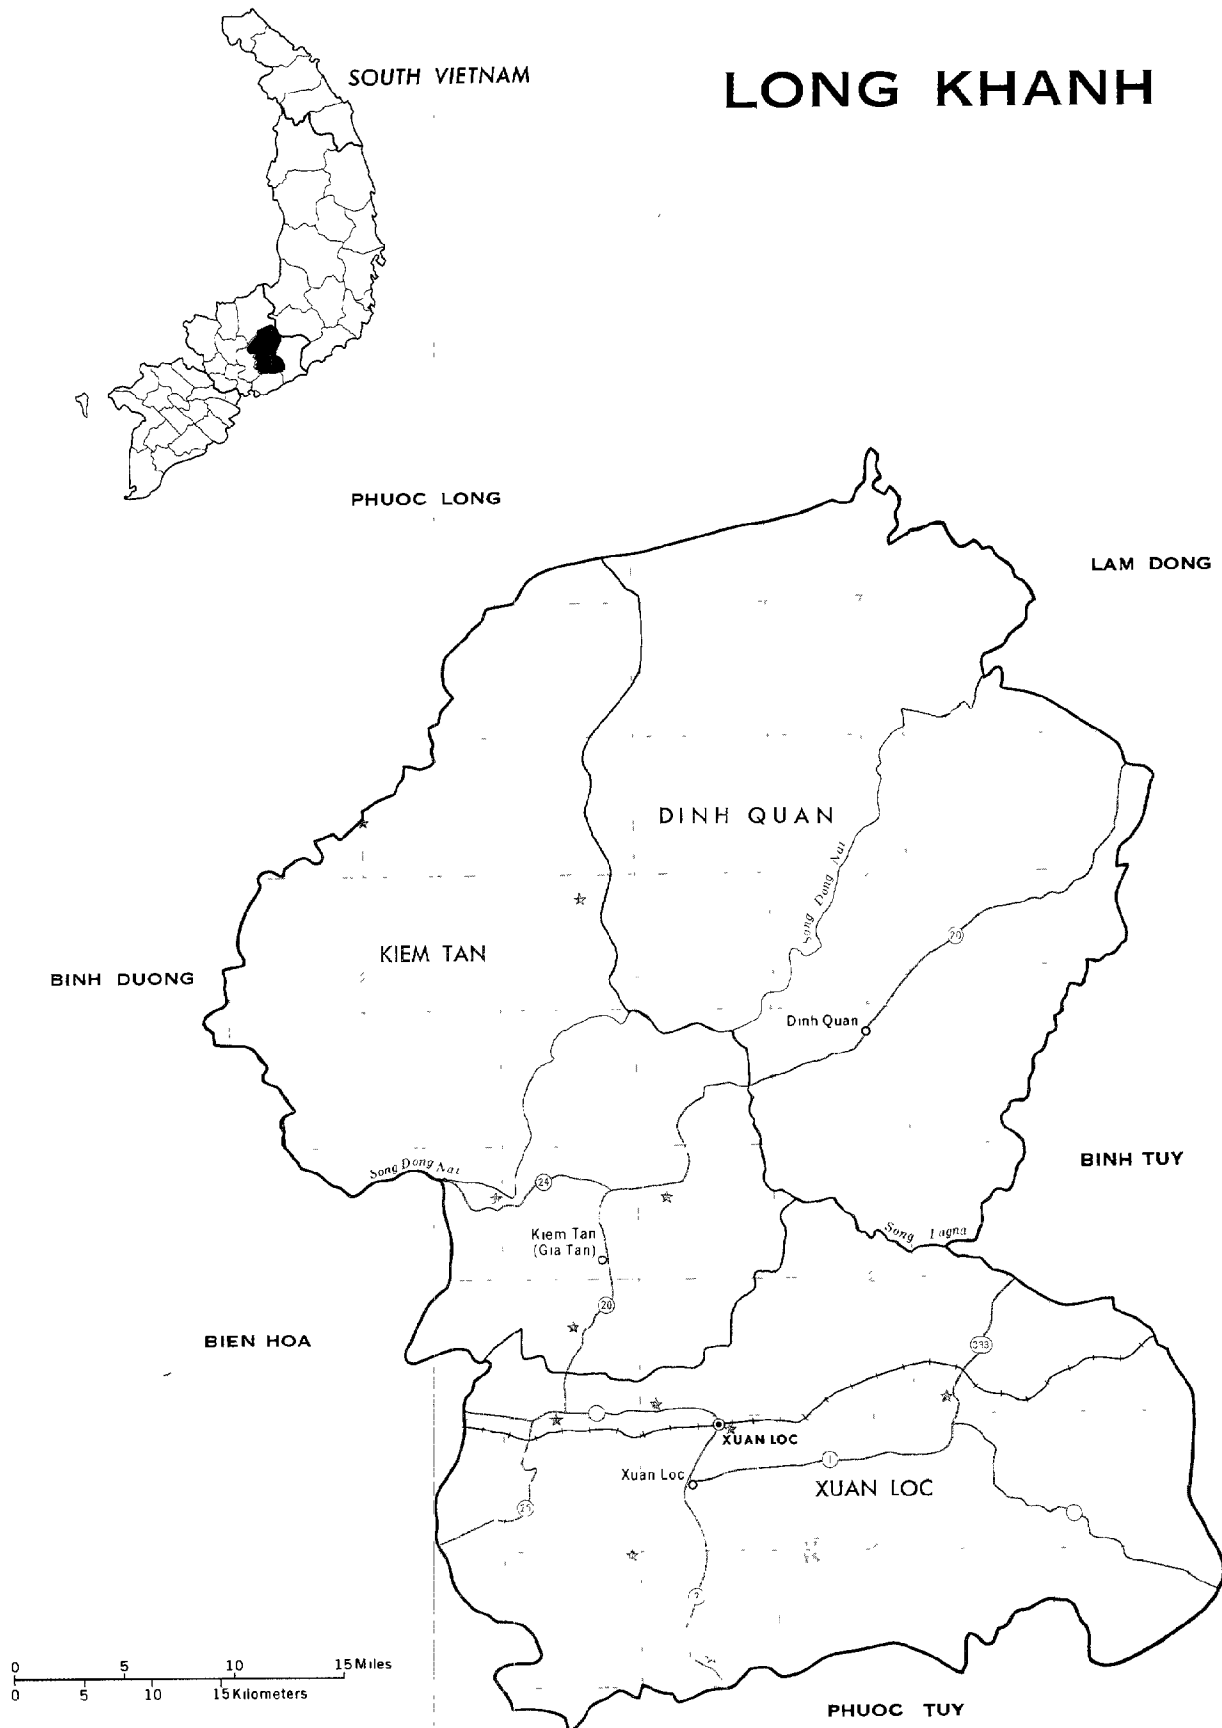 SOUTH VIETNAM
LONG KHANH
PHUOC LONG
LAM DONG
DINH QUAN
Song Dong Nai
20
KIEM TAN
BINH DUONG
Dinh Quan
BINH TUY
Song Dong Nai
24
Song Lagna
Kiem Tan
(Gia Tan)
20
BIEN HOA
333
XUAN LOC
1
Xuan Loc
XUAN LOC
25
2
0 5 10 15 Miles
0 5 10 15 Kilometers
PHUOC TUY